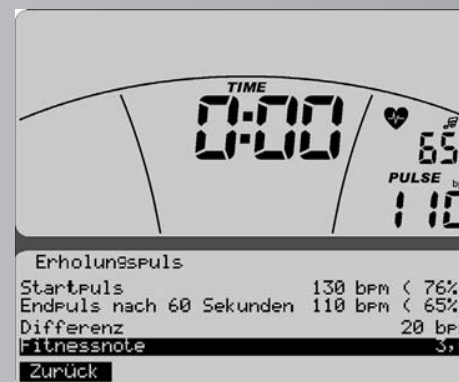 TIME
0:00
65
PULSE
110
Erholungspuls
Startpuls 130 bpm ( 76%
Endpuls nach 60 Sekunden 110 bpm ( 65%
Differenz 20 bp
Fitnessnote 3,
Zurück